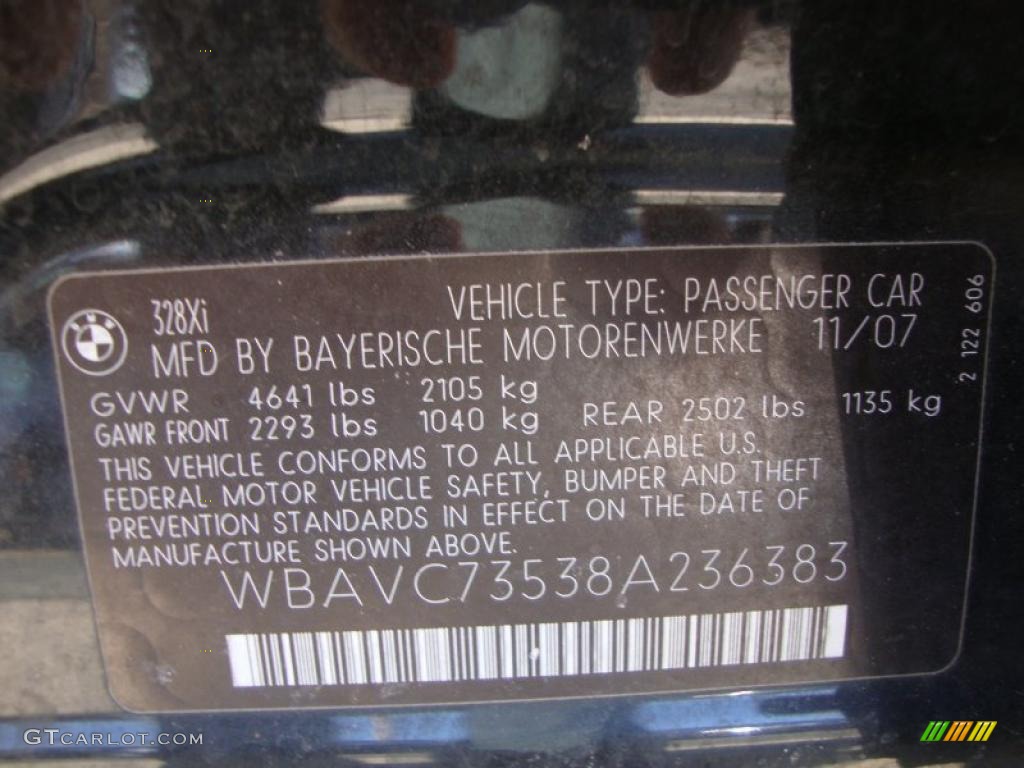 328Xi VEHICLE TYPE: PASSENGER CAR
MFD BY BAYERISCHE MOTORENWERKE 11/07
GVWR 4641 lbs 2105 kg
GAWR FRONT 2293 lbs 1040 kg REAR 2502 lbs 1135 kg
THIS VEHICLE CONFORMS TO ALL APPLICABLE U.S.
FEDERAL MOTOR VEHICLE SAFETY, BUMPER AND THEFT
PREVENTION STANDARDS IN EFFECT ON THE DATE OF
MANUFACTURE SHOWN ABOVE.
WBAVC73538A236383
2 122 606
GTCARLOT.COM